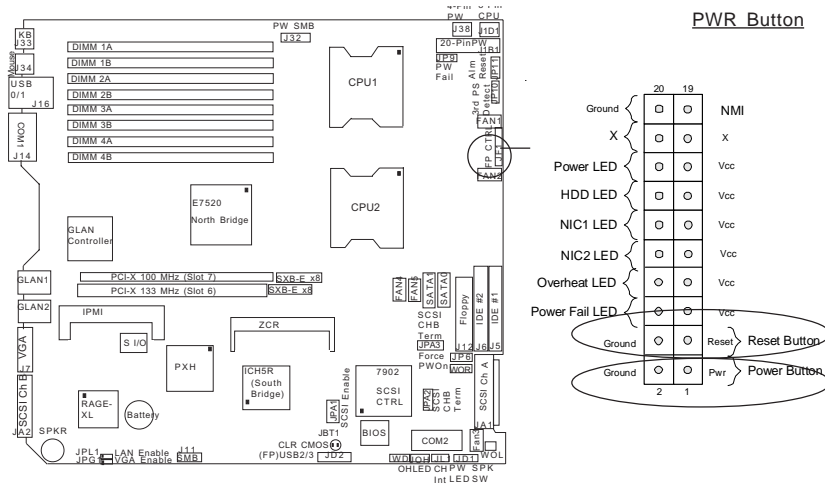 PWR Button
4-Pin
PW
CPU
J38
J1D1
20-PinPW
J1B1
PW SMB
J32
KB
J33
Mouse
J34
USB
0/1
J16
COM1
J14
DIMM 1A
DIMM 1B
DIMM 2A
DIMM 2B
DIMM 3A
DIMM 3B
DIMM 4A
DIMM 4B
CPU1
CPU2
JP9
PW
Fail
3rd PS Alm
Detect Reset
JP11
JP10
FAN1
FP CTRL
JF1
FAN2
E7520
North Bridge
GLAN
Controller
GLAN1
GLAN2
PCI-X 100 MHz (Slot 7)
SXB-E x8
PCI-X 133 MHz (Slot 6)
SXB-E x8
FAN4
FAN5
SATA1
SATA0
Floppy
IDE #2
IDE #1
J12
J6
J5
SCSI
CHB
Term
JPA3
Force
PWOn
JP6
WOR
IPMI
S I/O
ZCR
VGA
J7
SCSI Ch B
JA2
PXH
ICH5R
(South
Bridge)
SCSI Enable
JPA1
7902
SCSI
CTRL
JPA2
SCSI
CHB
Term
SCSI Ch A
JA1
RAGE-
XL
Battery
BIOS
COM2
Fan3
WOL
SPKR
JBT1
CLR CMOS
(FP)USB2/3
JD2
JPL1
LAN Enable
JPG1
VGA Enable
J11
SMB
WD
JOH
JL1
JD1
OHLED
CH
Int
PW
LED
SPK
SW
20
19
Ground
NMI
X
X
Power LED
Vcc
HDD LED
Vcc
NIC1 LED
Vcc
NIC2 LED
Vcc
Overheat LED
Vcc
Power Fail LED
Vcc
Ground
Reset
Reset Button
Ground
Pwr
Power Button
2
1